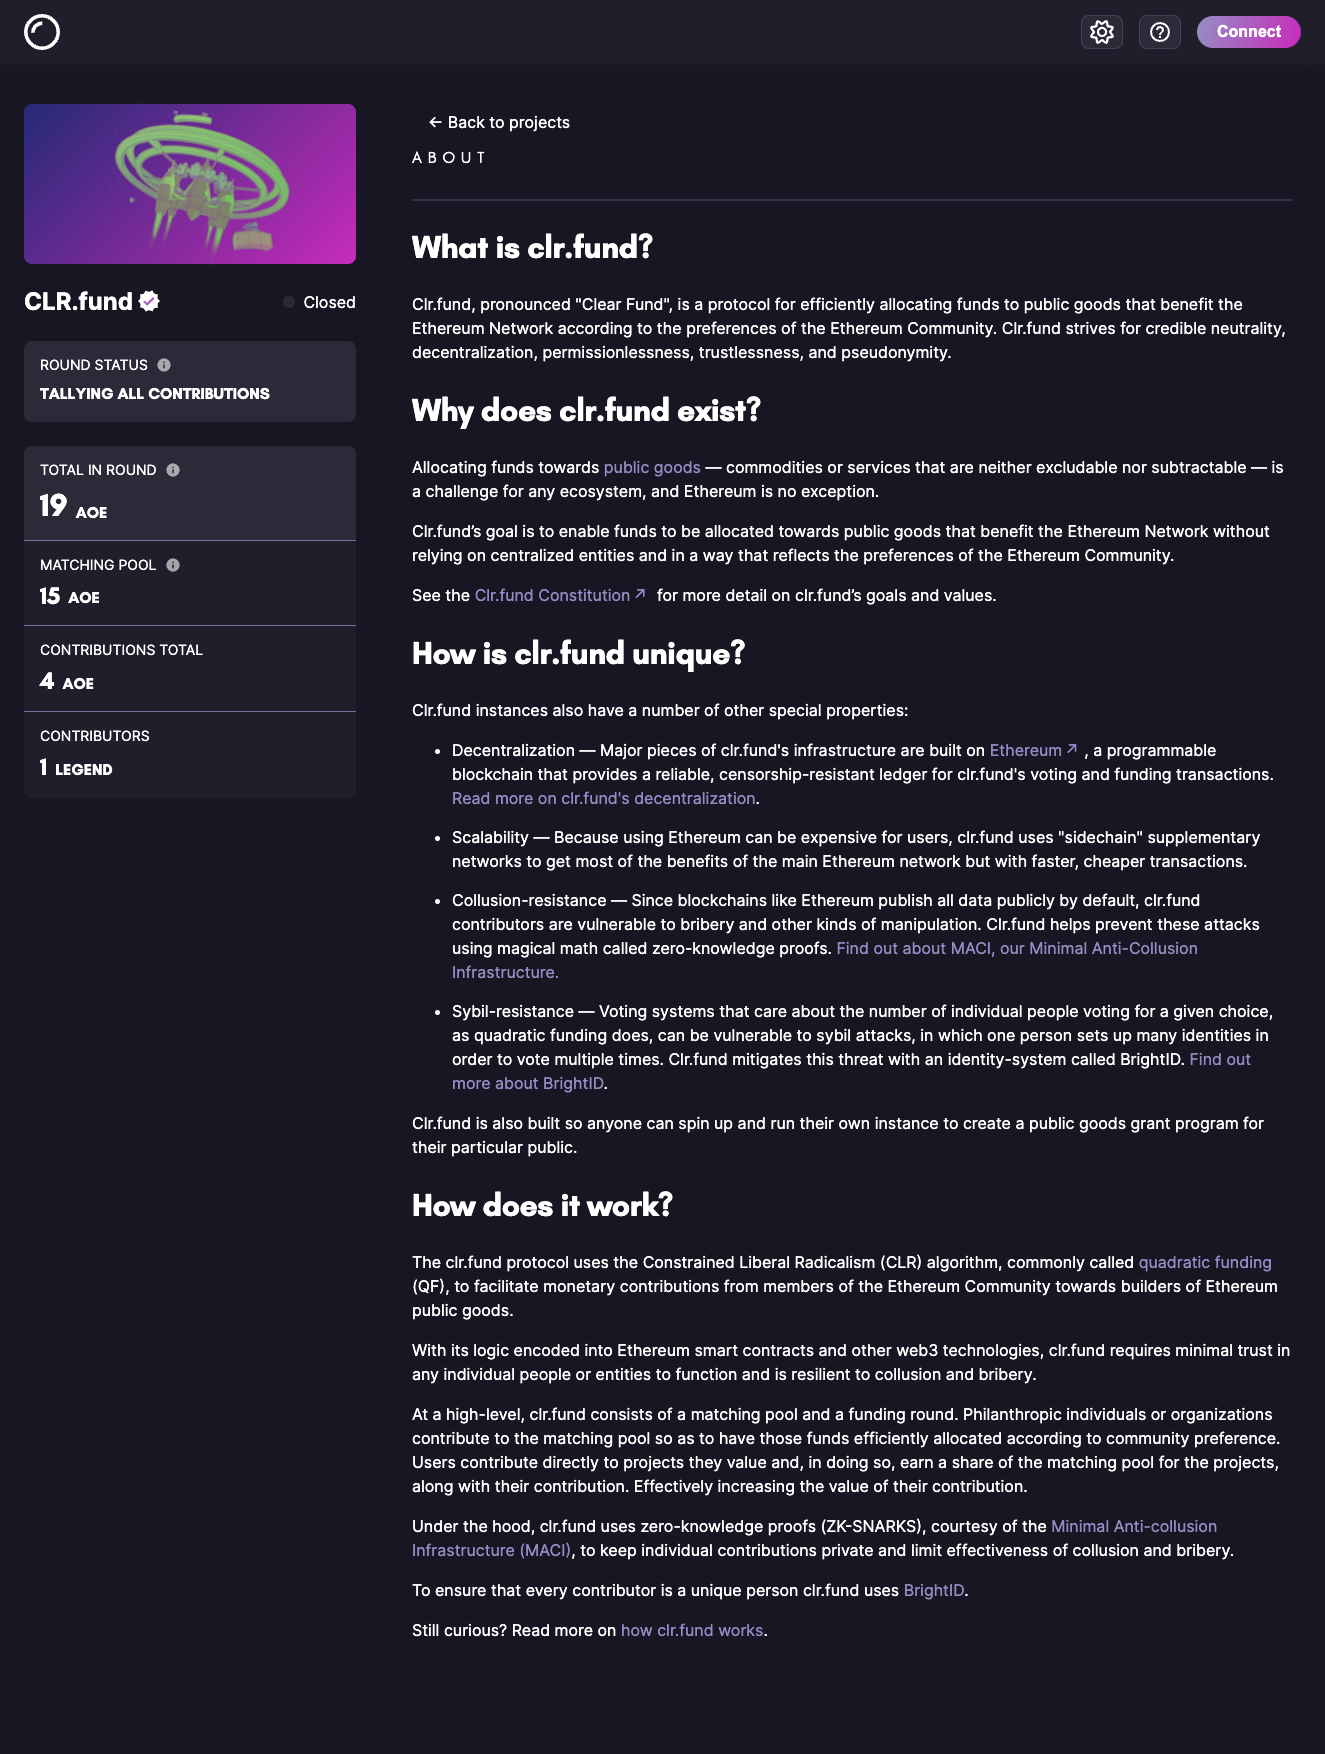 Connect
CLR.fund
Closed
ROUND STATUS
TALLYING ALL CONTRIBUTIONS
TOTAL IN ROUND
19 AOE
MATCHING POOL
15 AOE
CONTRIBUTIONS TOTAL
4 AOE
CONTRIBUTORS
1 LEGEND
← Back to projects
ABOUT
What is clr.fund?
Clr.fund, pronounced "Clear Fund", is a protocol for efficiently allocating funds to public goods that benefit the
Ethereum Network according to the preferences of the Ethereum Community. Clr.fund strives for credible neutrality,
decentralization, permissionlessness, trustlessness, and pseudonymity.
Why does clr.fund exist?
Allocating funds towards public goods — commodities or services that are neither excludable nor subtractable — is
a challenge for any ecosystem, and Ethereum is no exception.
Clr.fund’s goal is to enable funds to be allocated towards public goods that benefit the Ethereum Network without
relying on centralized entities and in a way that reflects the preferences of the Ethereum Community.
See the Clr.fund Constitution ↗ for more detail on clr.fund’s goals and values.
How is clr.fund unique?
Clr.fund instances also have a number of other special properties:
• Decentralization — Major pieces of clr.fund's infrastructure are built on Ethereum ↗ , a programmable
blockchain that provides a reliable, censorship-resistant ledger for clr.fund's voting and funding transactions.
Read more on clr.fund's decentralization.
• Scalability — Because using Ethereum can be expensive for users, clr.fund uses "sidechain" supplementary
networks to get most of the benefits of the main Ethereum network but with faster, cheaper transactions.
• Collusion-resistance — Since blockchains like Ethereum publish all data publicly by default, clr.fund
contributors are vulnerable to bribery and other kinds of manipulation. Clr.fund helps prevent these attacks
using magical math called zero-knowledge proofs. Find out about MACI, our Minimal Anti-Collusion
Infrastructure.
• Sybil-resistance — Voting systems that care about the number of individual people voting for a given choice,
as quadratic funding does, can be vulnerable to sybil attacks, in which one person sets up many identities in
order to vote multiple times. Clr.fund mitigates this threat with an identity-system called BrightID. Find out
more about BrightID.
Clr.fund is also built so anyone can spin up and run their own instance to create a public goods grant program for
their particular public.
How does it work?
The clr.fund protocol uses the Constrained Liberal Radicalism (CLR) algorithm, commonly called quadratic funding
(QF), to facilitate monetary contributions from members of the Ethereum Community towards builders of Ethereum
public goods.
With its logic encoded into Ethereum smart contracts and other web3 technologies, clr.fund requires minimal trust in
any individual people or entities to function and is resilient to collusion and bribery.
At a high-level, clr.fund consists of a matching pool and a funding round. Philanthropic individuals or organizations
contribute to the matching pool so as to have those funds efficiently allocated according to community preference.
Users contribute directly to projects they value and, in doing so, earn a share of the matching pool for the projects,
along with their contribution. Effectively increasing the value of their contribution.
Under the hood, clr.fund uses zero-knowledge proofs (ZK-SNARKS), courtesy of the Minimal Anti-collusion
Infrastructure (MACI), to keep individual contributions private and limit effectiveness of collusion and bribery.
To ensure that every contributor is a unique person clr.fund uses BrightID.
Still curious? Read more on how clr.fund works.